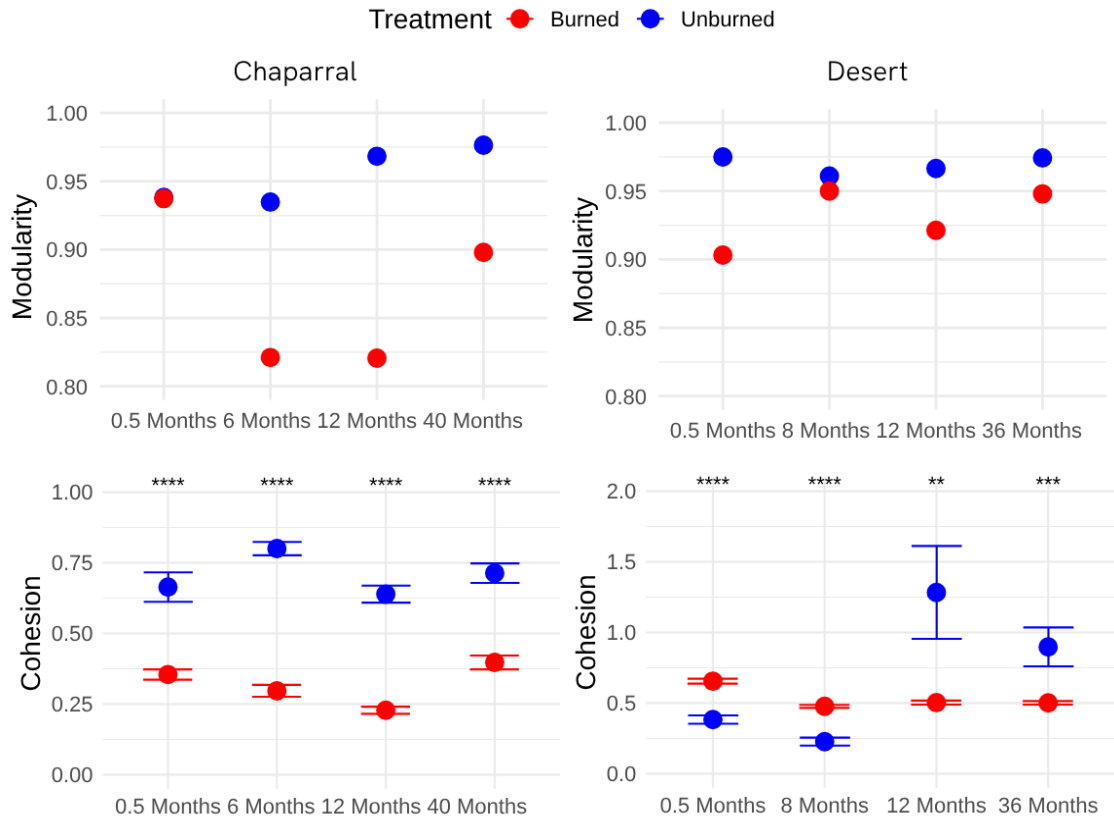 Treatment Burned Unburned
Chaparral
Modularity
1.00
0.95
0.90
0.85
0.80
0.5 Months 6 Months 12 Months 40 Months
Desert
Modularity
1.00
0.95
0.90
0.85
0.80
0.5 Months 8 Months 12 Months 36 Months
Cohesion
**** **** **** ****
1.00
0.75
0.50
0.25
0.00
0.5 Months 6 Months 12 Months 40 Months
Cohesion
**** **** ** ***
2.0
1.5
1.0
0.5
0.0
0.5 Months 8 Months 12 Months 36 Months